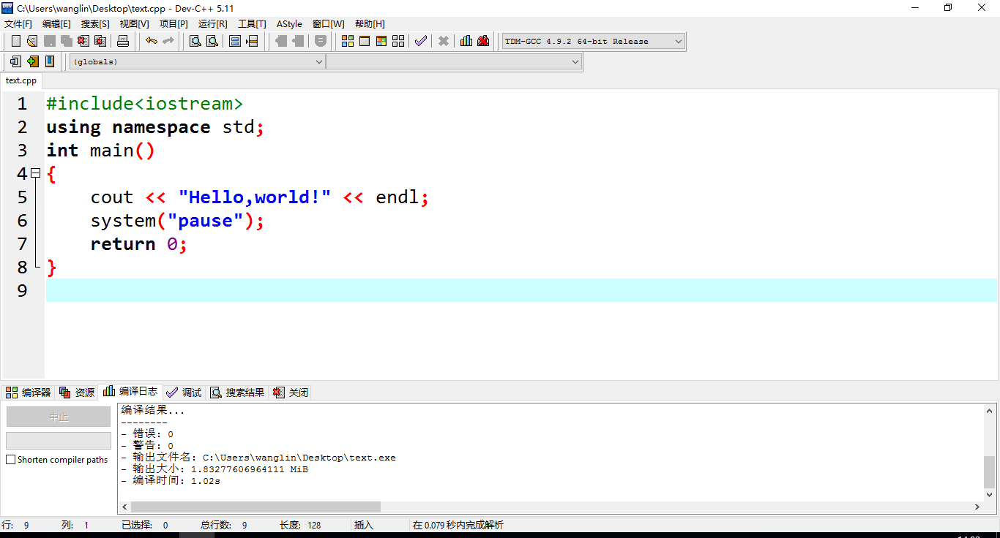 C:\Users\wanglin\Desktop\text.cpp - Dev-C++ 5.11
文件[F] 编辑[E] 搜索[S] 视图[V] 项目[P] 运行[R] 工具[T] AStyle 窗口[W] 帮助[H]
TDM-GCC 4.9.2 64-bit Release
(globals)
text.cpp
1 #include<iostream>
2 using namespace std;
3 int main()
4 {
5 cout << "Hello,world!" << endl;
6 system("pause");
7 return 0;
8 }
9
编译器 资源 编译日志 调试 搜索结果 关闭
中止
Shorten compiler paths
编译结果...
--------
- 错误: 0
- 警告: 0
- 输出文件名: C:\Users\wanglin\Desktop\text.exe
- 输出大小: 1.83277606964111 MiB
- 编译时间: 1.02s
行: 9 列: 1 已选择: 0 总行数: 9 长度: 128 插入 在 0.079 秒内完成解析